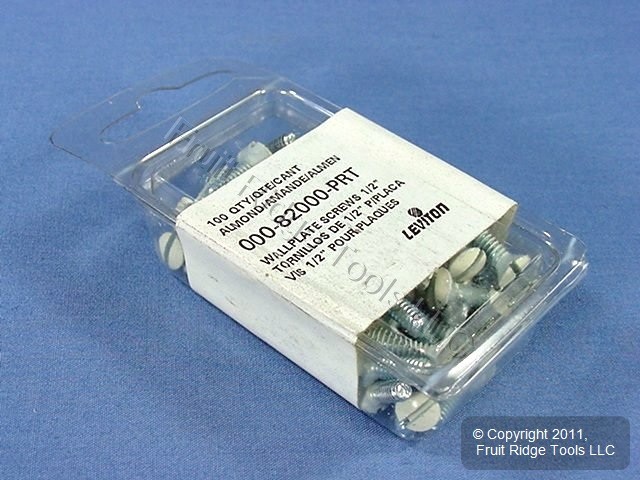 100 QTY/QTE/CANT
ALMOND/AMANDE/ALMEN
000-82000-PRT
WALLPLATE SCREWS 1/2"
TORNILLOS DE 1/2" P/PLACA
VIS 1/2" POUR PLAQUES
LEVITON
© Copyright 2011,
Fruit Ridge Tools LLC